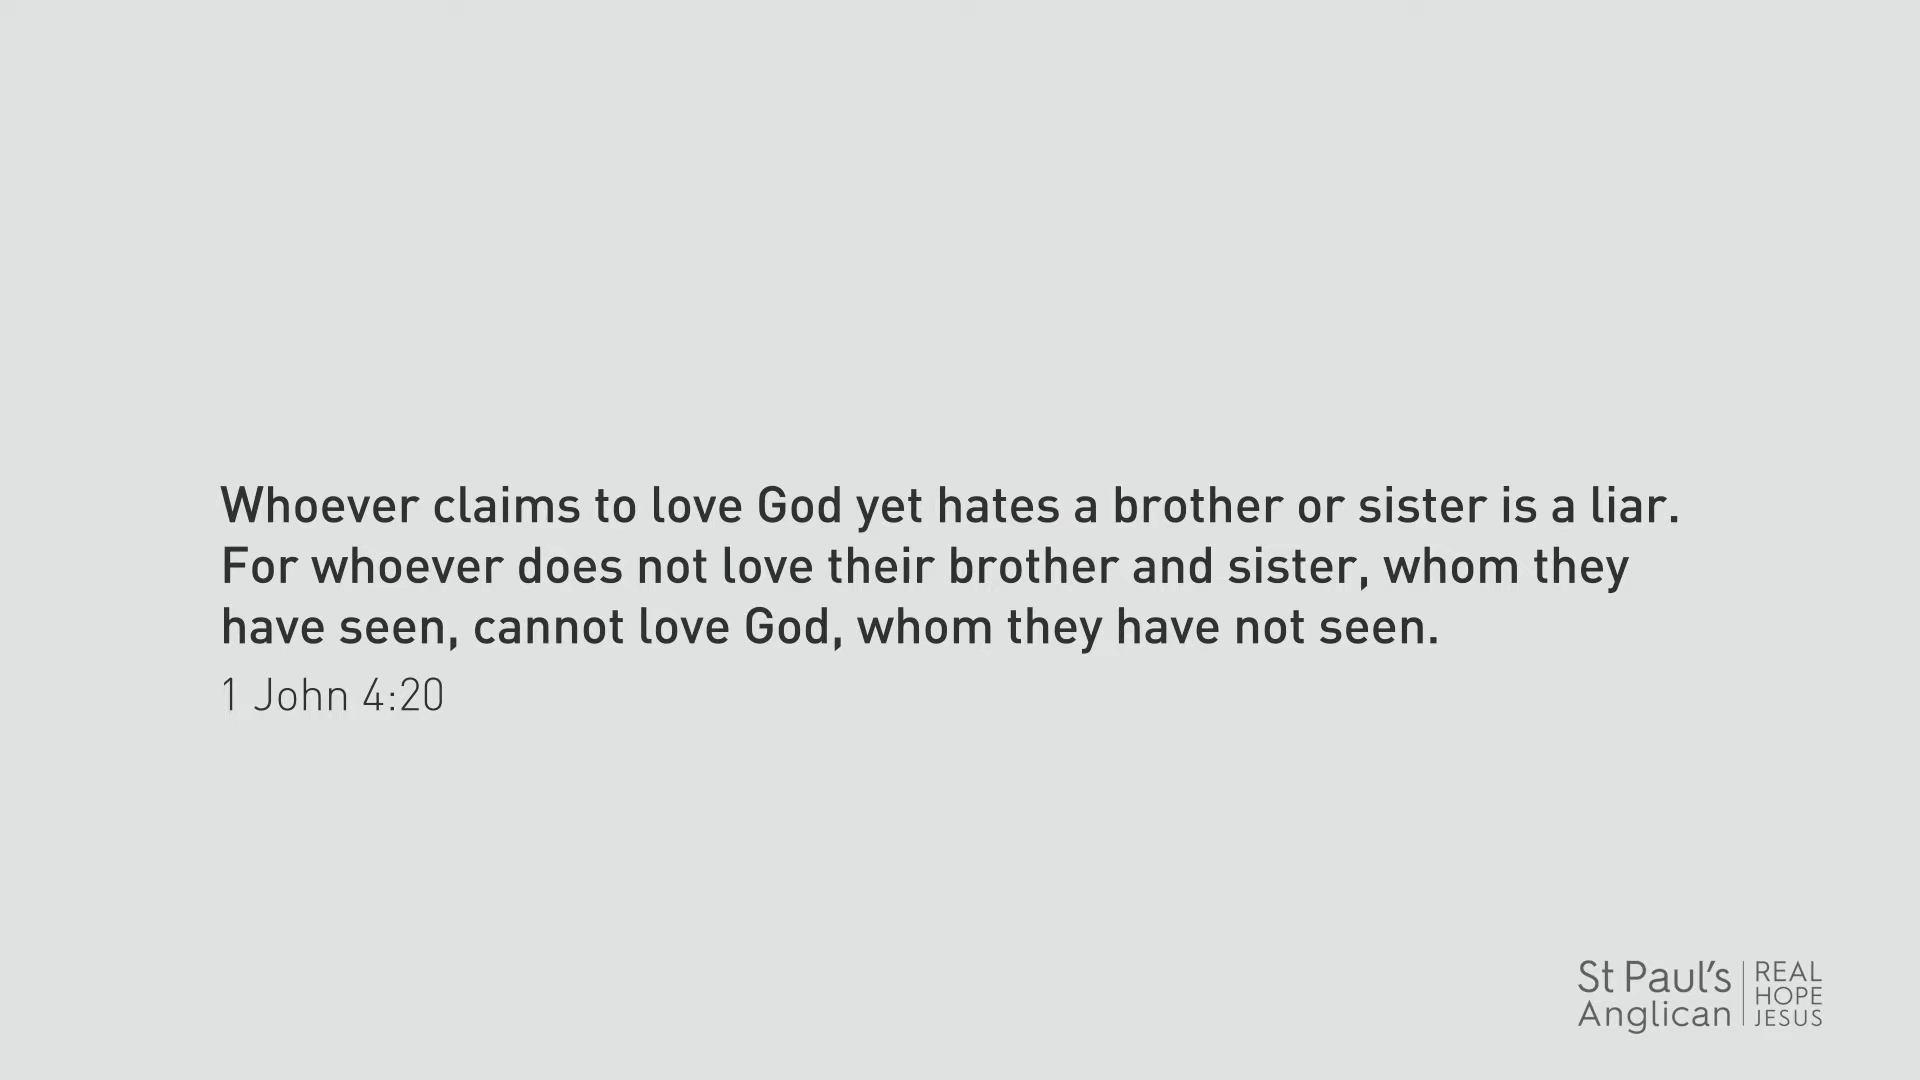 Whoever claims to love God yet hates a brother or sister is a liar.
For whoever does not love their brother and sister, whom they
have seen, cannot love God, whom they have not seen.
1 John 4:20
St Paul's
Anglican
REAL
HOPE
JESUS